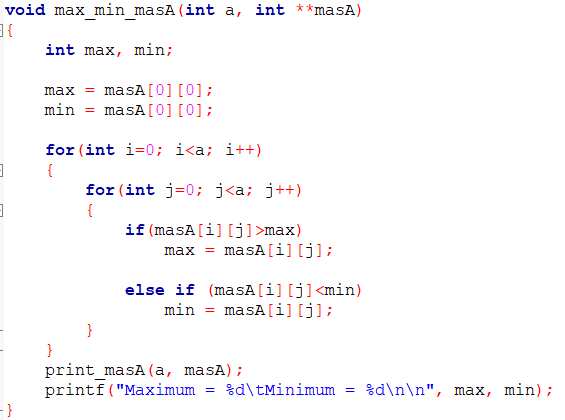 void max_min_masA(int a, int **masA)
{
    int max, min;

    max = masA[0][0];
    min = masA[0][0];

    for(int i=0; i<a; i++)
    {
        for(int j=0; j<a; j++)
        {
            if(masA[i][j]>max)
                max = masA[i][j];

            else if (masA[i][j]<min)
                min = masA[i][j];
        }
    }
    print_masA(a, masA);
    printf("Maximum = %d\tMinimum = %d\n\n", max, min);
}